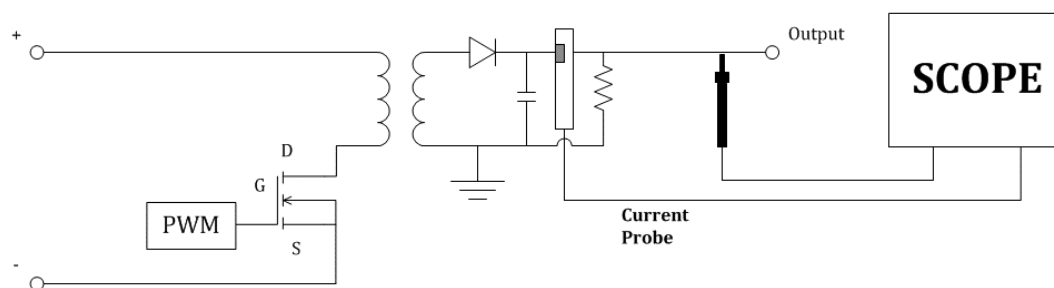 +
Output
SCOPE
D
G
PWM
S
Current
Probe
-